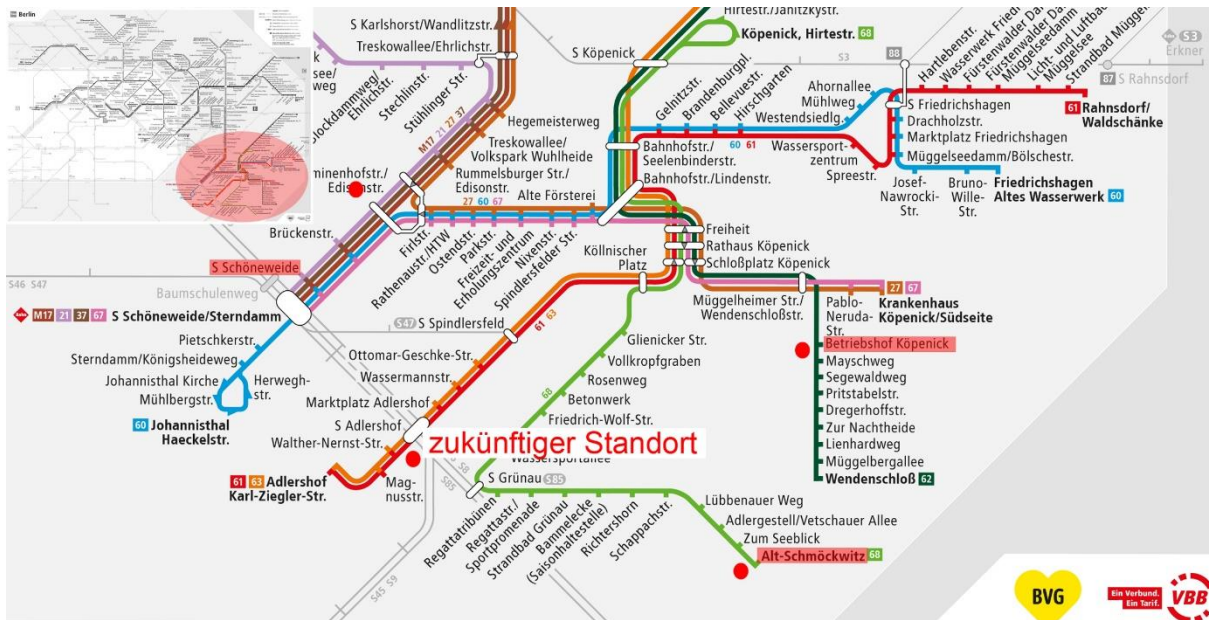 Berlin
S Karlshorst/Wandlitzstr.
Treskowallee/Ehrlichstr.
Ehrlichstr.
Stechlinstr.
Stühlinger Str.
M17 21 27 37
Hegemeisterweg
Treskowallee/
Volkspark Wuhlheide
Rummelsburger Str./
Edisonstr.
27 60 67
Alte Försterei
Brückenstr.
Firlstr.
Rathenaustr./HTW
Ostendstr.
Parkstr.
Freizeit- und
Erholungszentrum
Nixenstr.
Spindlersfelder Str.
S Schöneweide
S46 S47
Baumschulenweg
M17 21 37 67 S Schöneweide/Sterndamm
S47 S Spindlersfeld
Pietschkerstr.
Sterndamm/Königsheideweg
Johannisthal Kirche
Mühlbergstr.
Herwegh-
str.
60 Johannisthal
Haeckelstr.
Hirtestr./Janitzkystr.
Köpenick, Hirtestr. 68
S Köpenick
S3
88
S3
Erkner
87 S Rahnsdorf
Gelnitzstr.
Brandenburgpl.
Bellevuestr.
Hirschgarten
60 61
Bahnhofstr./
Seelenbinderstr.
Bahnhofstr./Lindenstr.
Ahornallee
Mühlweg
Westendsiedlg.
Wassersport-
zentrum
Spreestr.
Hartlebenstr.
Müggelseedamm
Müggelsee
61 Rahnsdorf/
Waldschänke
S Friedrichshagen
Drachholzstr.
Marktplatz Friedrichshagen
Müggelseedamm/Bölschestr.
Josef-
Nawrocki-
Str.
Bruno-
Wille-
Str.
Friedrichshagen
Altes Wasserwerk 60
Freiheit
Rathaus Köpenick
Schloßplatz Köpenick
Köllnischer
Platz
Müggelheimer Str./
Wendenschloßstr.
Pablo-
Neruda-
Str.
27 67
Krankenhaus
Köpenick/Südseite
Betriebshof Köpenick
Mayschweg
Segewaldweg
Pritstabelstr.
Dregerhoffstr.
Zur Nachtheide
Lienhardweg
Müggelbergallee
Wendenschloß 62
61 63
Ottomar-Geschke-Str.
Wassermannstr.
Marktplatz Adlershof
S Adlershof
Walther-Nernst-Str.
61 63 Adlershof
Karl-Ziegler-Str.
Mag-
nusstr.
zukünftiger Standort
Glienicker Str.
Vollkropfgraben
Rosenweg
Betonwerk
68
Friedrich-Wolf-Str.
Wassersportallee
S8
S85
S Grünau S85
Regattatribünen
Regattastr./
Sportpromenade
Strandbad Grünau
Bammelecke
(Saisonhaltestelle)
Richtershorn
Schappachstr.
Lübbenauer Weg
Adlergestell/Vetschauer Allee
Zum Seeblick
Alt-Schmöckwitz 68
S45 S9
BVG
Ein Verbund.
Ein Tarif.
VBB